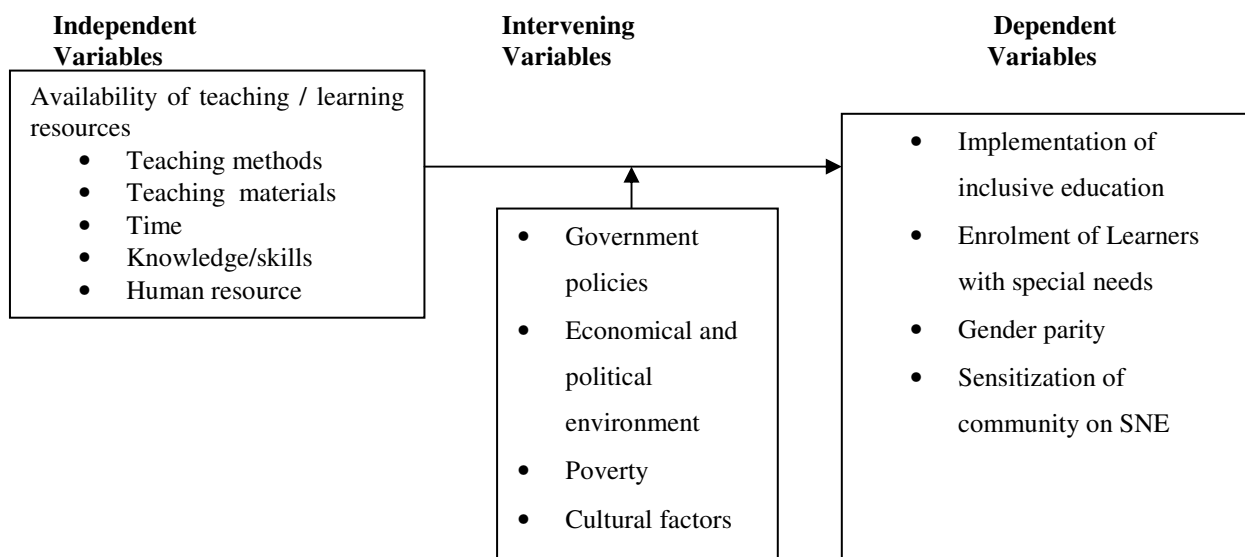 Independent
Variables
Intervening
Variables
Dependent
Variables
Availability of teaching / learning
resources
• Teaching methods
• Teaching materials
• Time
• Knowledge/skills
• Human resource
• Government
policies
• Economical and
political
environment
• Poverty
• Cultural factors
• Implementation of
inclusive education
• Enrolment of Learners
with special needs
• Gender parity
• Sensitization of
community on SNE